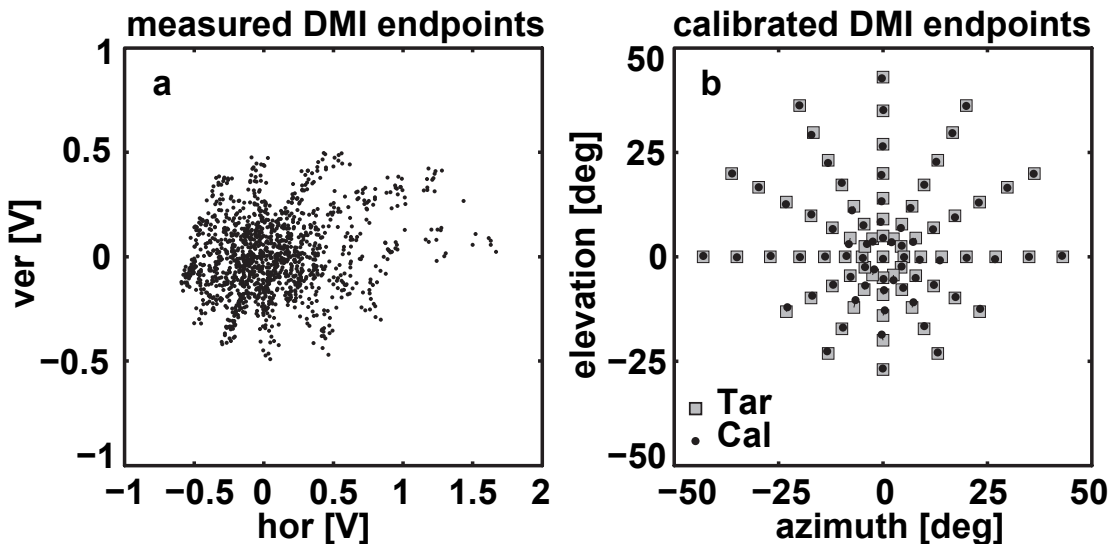 measured DMI endpoints
a
1
0.5
0
−0.5
−1
ver [V]
−1 −0.5 0 0.5 1 1.5 2
hor [V]
calibrated DMI endpoints
b
50
25
0
−25
−50
elevation [deg]
Tar
Cal
−50 −25 0 25 50
azimuth [deg]